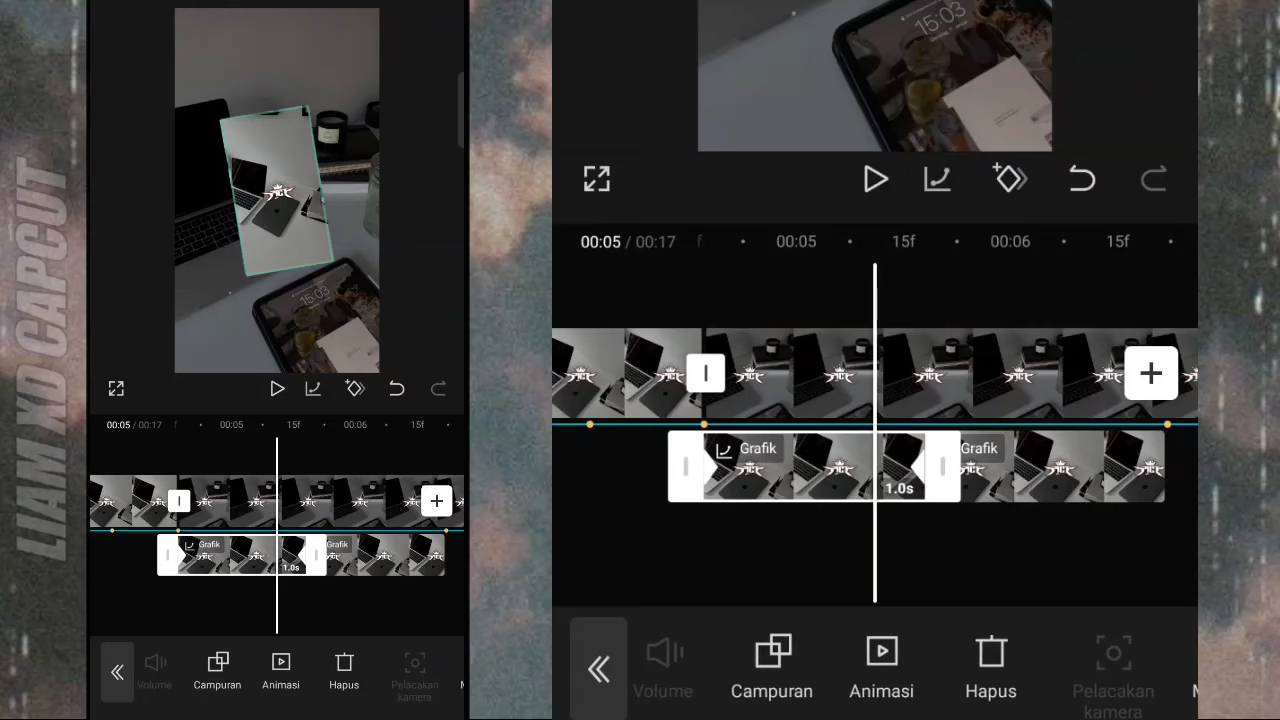 LIAM XD CAPCUT
15:03
00:05 / 00:17 f 00:05 15f 00:06 15f
Grafik Grafik
1.0s
Volume Campuran Animasi Hapus Pelacakan
kamera
15:03
00:05 / 00:17 f 00:05 15f 00:06 15f
Grafik Grafik
1.0s
Volume Campuran Animasi Hapus Pelacakan
kamera